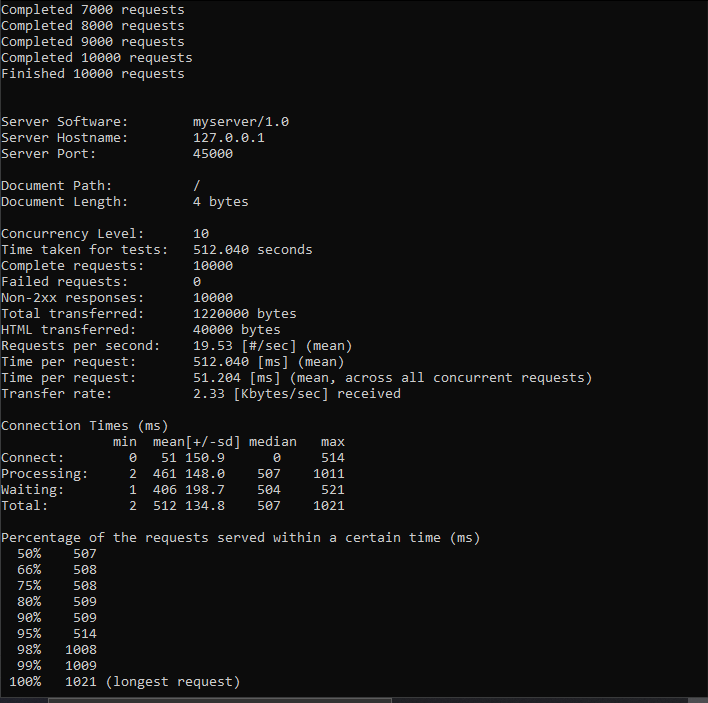 Completed 7000 requests
Completed 8000 requests
Completed 9000 requests
Completed 10000 requests
Finished 10000 requests
Server Software: myserver/1.0
Server Hostname: 127.0.0.1
Server Port: 45000
Document Path: /
Document Length: 4 bytes
Concurrency Level: 10
Time taken for tests: 512.040 seconds
Complete requests: 10000
Failed requests: 0
Non-2xx responses: 10000
Total transferred: 1220000 bytes
HTML transferred: 40000 bytes
Requests per second: 19.53 [#/sec] (mean)
Time per request: 512.040 [ms] (mean)
Time per request: 51.204 [ms] (mean, across all concurrent requests)
Transfer rate: 2.33 [Kbytes/sec] received
Connection Times (ms)
min mean[+/-sd] median max
Connect: 0 51 150.9 0 514
Processing: 2 461 148.0 507 1011
Waiting: 1 406 198.7 504 521
Total: 2 512 134.8 507 1021
Percentage of the requests served within a certain time (ms)
50% 507
66% 508
75% 508
80% 509
90% 509
95% 514
98% 1008
99% 1009
100% 1021 (longest request)